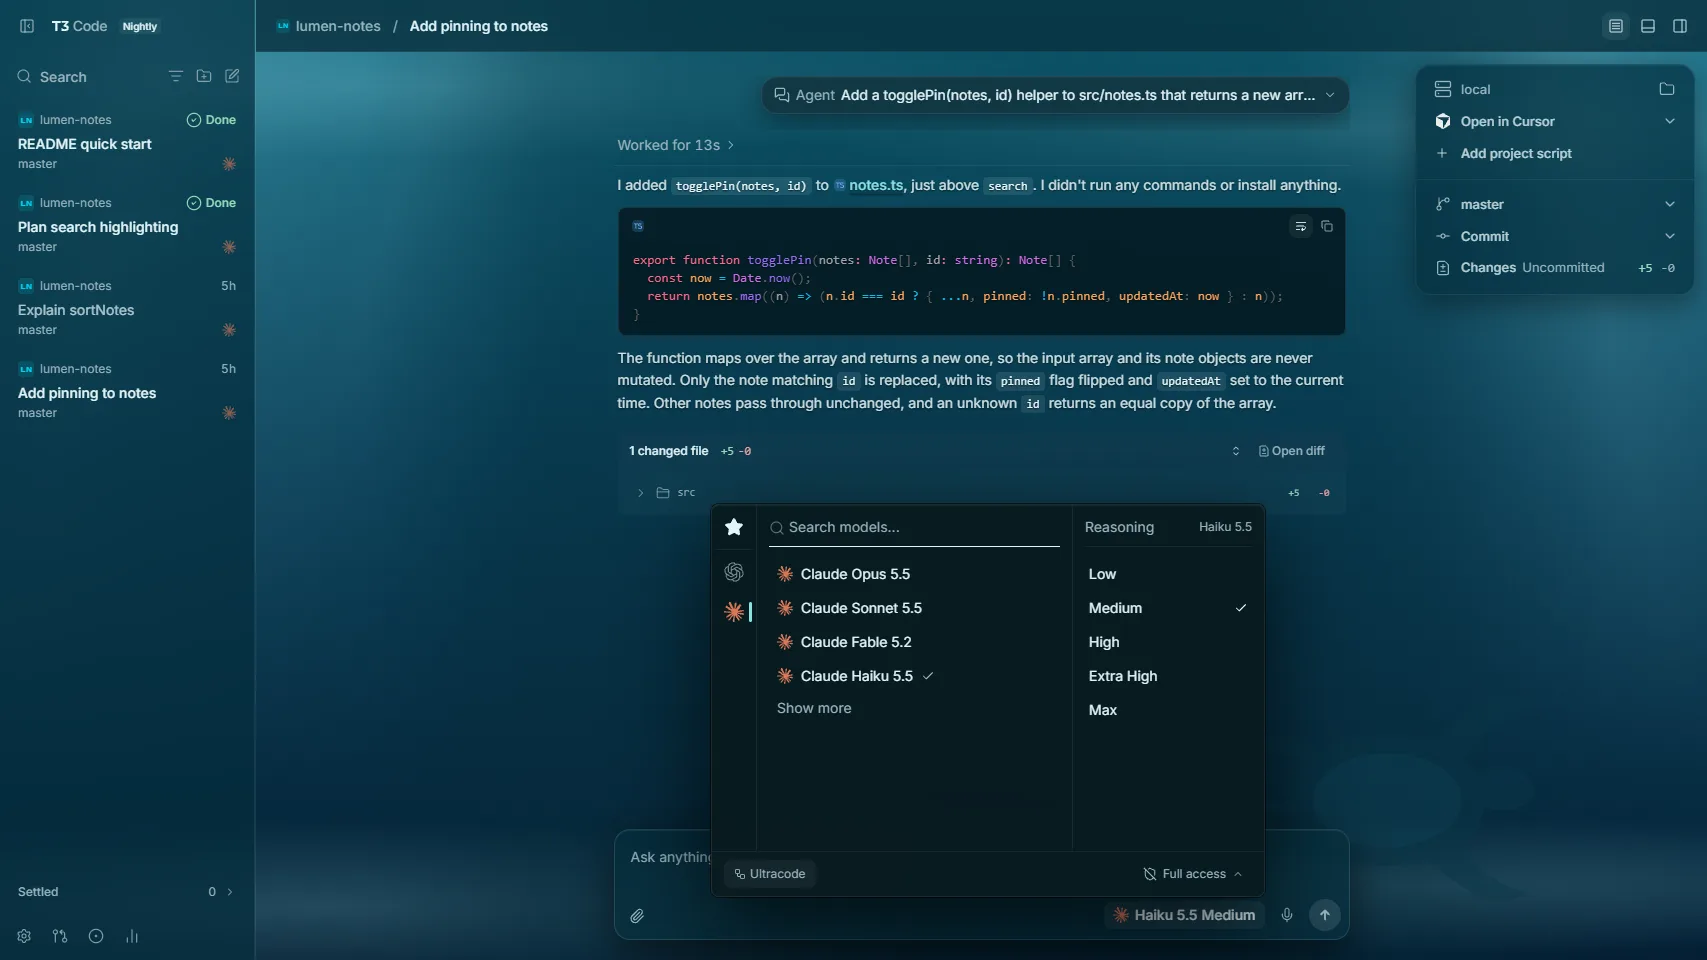 T3 Code Nightly
Search
LN lumen-notes Done
README quick start
master
LN lumen-notes Done
Plan search highlighting
master
LN lumen-notes 5h
Explain sortNotes
master
LN lumen-notes 5h
Add pinning to notes
master
Settled 0
LN lumen-notes / Add pinning to notes
Agent Add a togglePin(notes, id) helper to src/notes.ts that returns a new arr...
Worked for 13s
I added togglePin(notes, id) to TS notes.ts, just above search. I didn't run any commands or install anything.
TS
export function togglePin(notes: Note[], id: string): Note[] {
const now = Date.now();
return notes.map((n) => (n.id === id ? { ...n, pinned: !n.pinned, updatedAt: now } : n));
}
The function maps over the array and returns a new one, so the input array and its note objects are never
mutated. Only the note matching id is replaced, with its pinned flag flipped and updatedAt set to the current
time. Other notes pass through unchanged, and an unknown id returns an equal copy of the array.
1 changed file +5 -0 Open diff
src +5 -0
Search models...
Claude Opus 5.5
Claude Sonnet 5.5
Claude Fable 5.2
Claude Haiku 5.5
Show more
Reasoning Haiku 5.5
Low
Medium
High
Extra High
Max
Ultracode Full access
Ask anything
Haiku 5.5 Medium
local
Open in Cursor
Add project script
master
Commit
Changes Uncommitted +5 -0